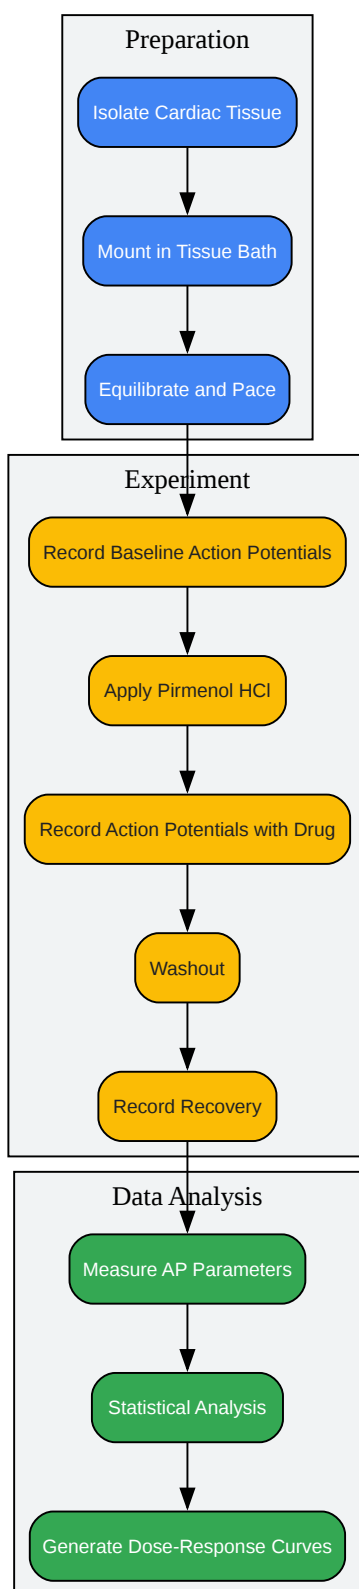 Preparation
Isolate Cardiac Tissue
Mount in Tissue Bath
Equilibrate and Pace
Experiment
Record Baseline Action Potentials
Apply Pirmenol HCl
Record Action Potentials with Drug
Washout
Record Recovery
Data Analysis
Measure AP Parameters
Statistical Analysis
Generate Dose-Response Curves